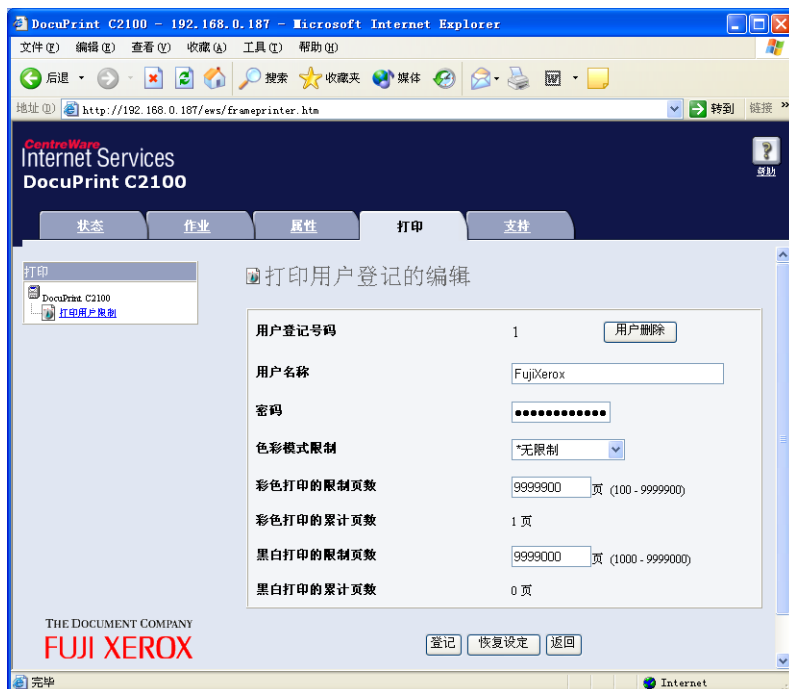 DocuPrint C2100 - 192.168.0.187 - Microsoft Internet Explorer
文件(F) 编辑(E) 查看(V) 收藏(A) 工具(T) 帮助(H)
后退 搜索 收藏夹 媒体
地址(D) http://192.168.0.187/ews/frameprinter.htm 转到 链接 »
CentreWare
Internet Services
DocuPrint C2100
帮助
状态 作业 属性 打印 支持
打印
DocuPrint C2100
打印用户限制
打印用户登记的编辑
用户登记号码 1 用户删除
用户名称 FujiXerox
密码 ●●●●●●●●●●●●
色彩模式限制 *无限制
彩色打印的限制页数 9999900 页 (100 - 9999900)
彩色打印的累计页数 1 页
黑白打印的限制页数 9999000 页 (1000 - 9999000)
黑白打印的累计页数 0 页
登记 恢复设定 返回
THE DOCUMENT COMPANY
FUJI XEROX
完毕 Internet